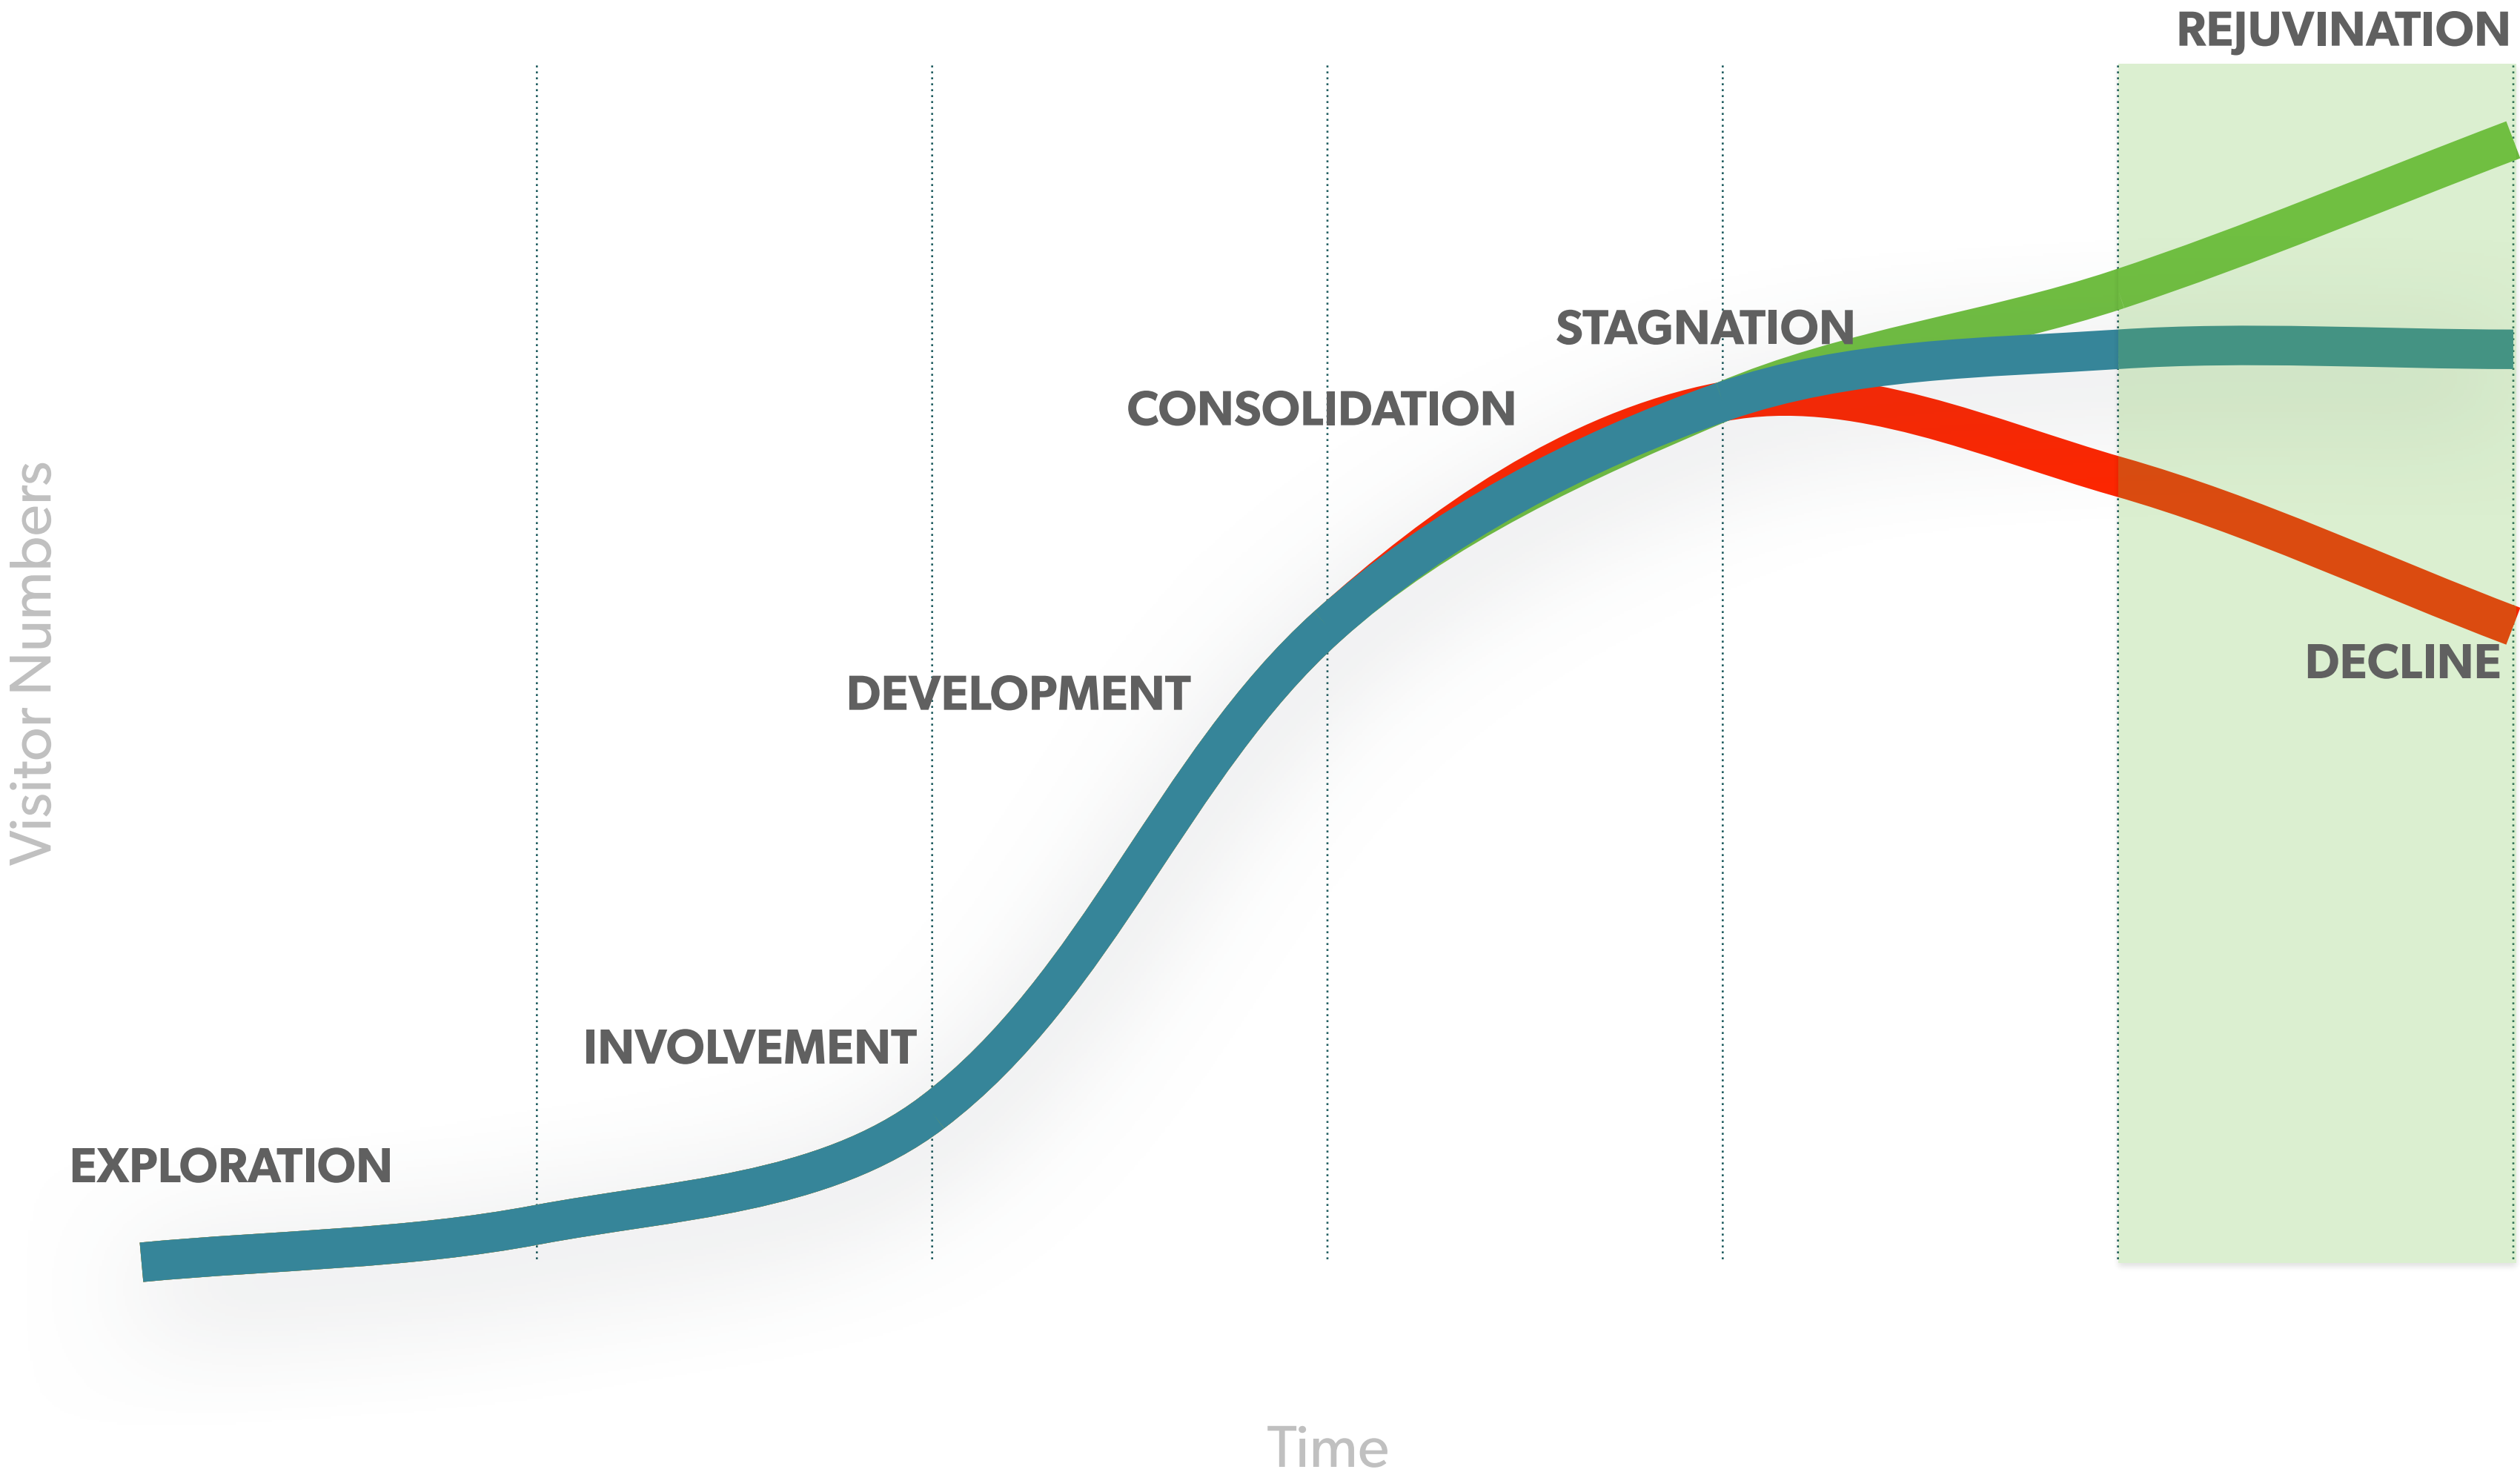 REJUVINATION
STAGNATION
CONSOLIDATION
DECLINE
DEVELOPMENT
INVOLVEMENT
EXPLORATION
Visitor Numbers
Time